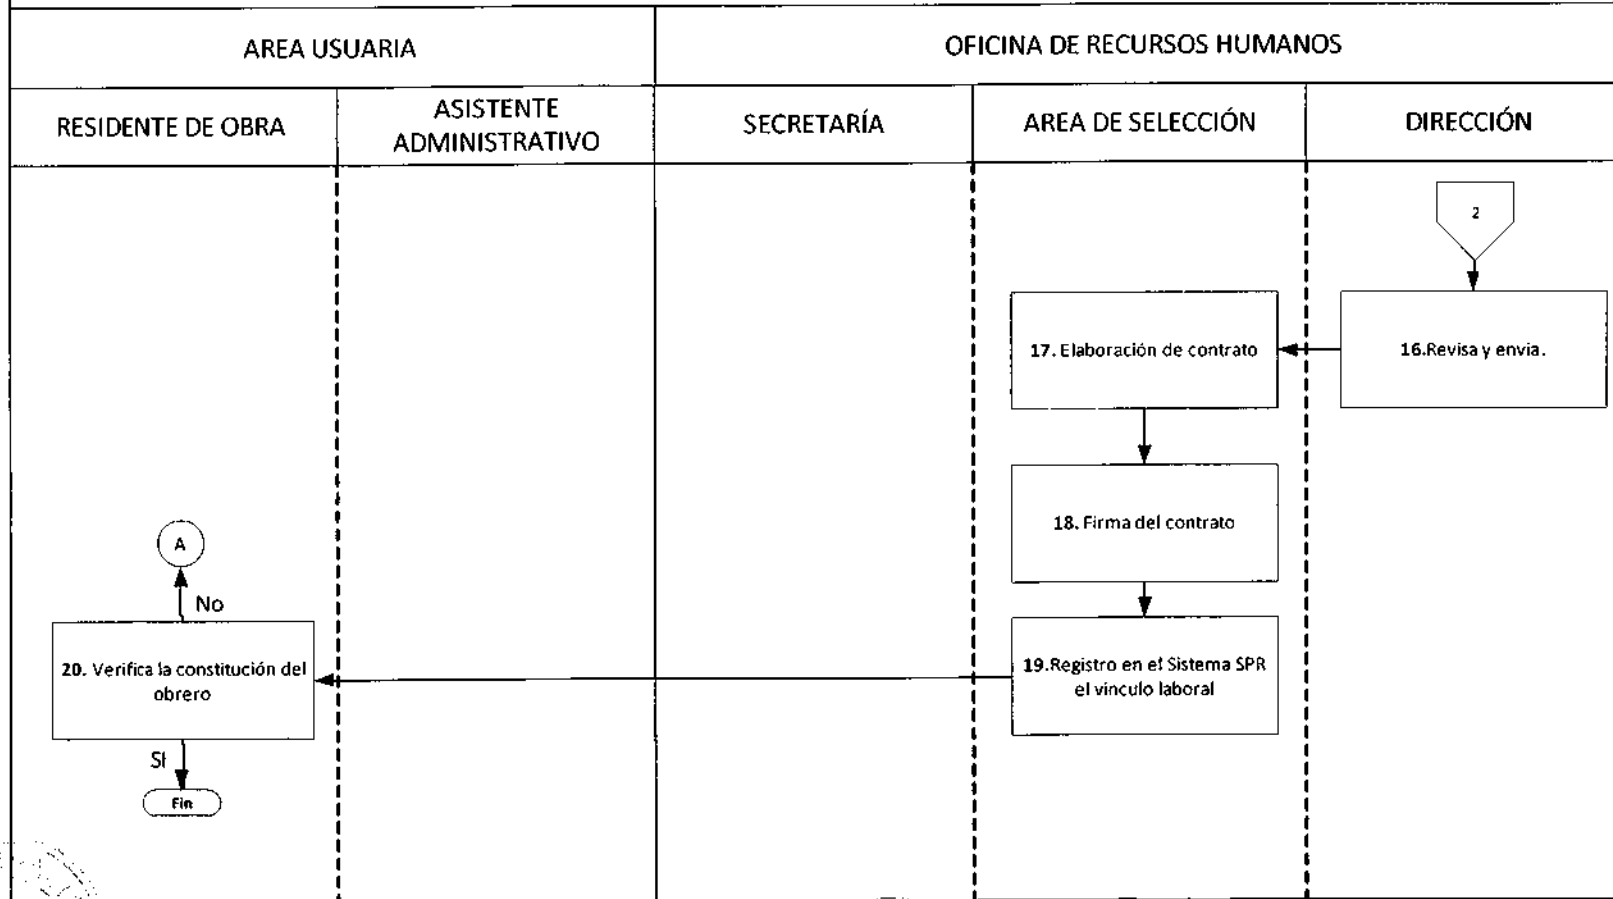 AREA USUARIA
OFICINA DE RECURSOS HUMANOS
RESIDENTE DE OBRA
ASISTENTE
ADMINISTRATIVO
SECRETARÍA
AREA DE SELECCIÓN
DIRECCIÓN
2
17. Elaboración de contrato
16.Revisa y envia.
18. Firma del contrato
A
No
20. Verifica la constitución del
obrero
19.Registro en el Sistema SPR
el vinculo laboral
SI
Fin